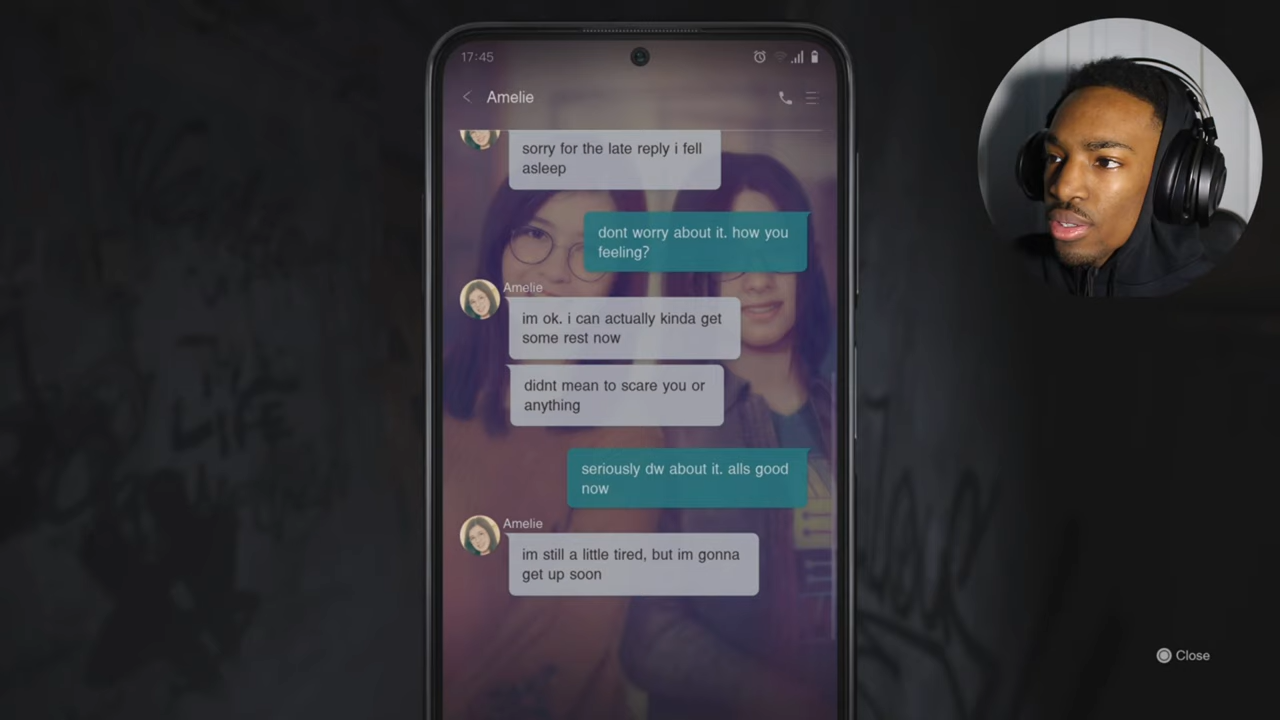 17:45
Amelie
sorry for the late reply i fell
asleep
dont worry about it. how you
feeling?
Amelie
im ok. i can actually kinda get
some rest now
didnt mean to scare you or
anything
seriously dw about it. alls good
now
Amelie
im still a little tired, but im gonna
get up soon
Close